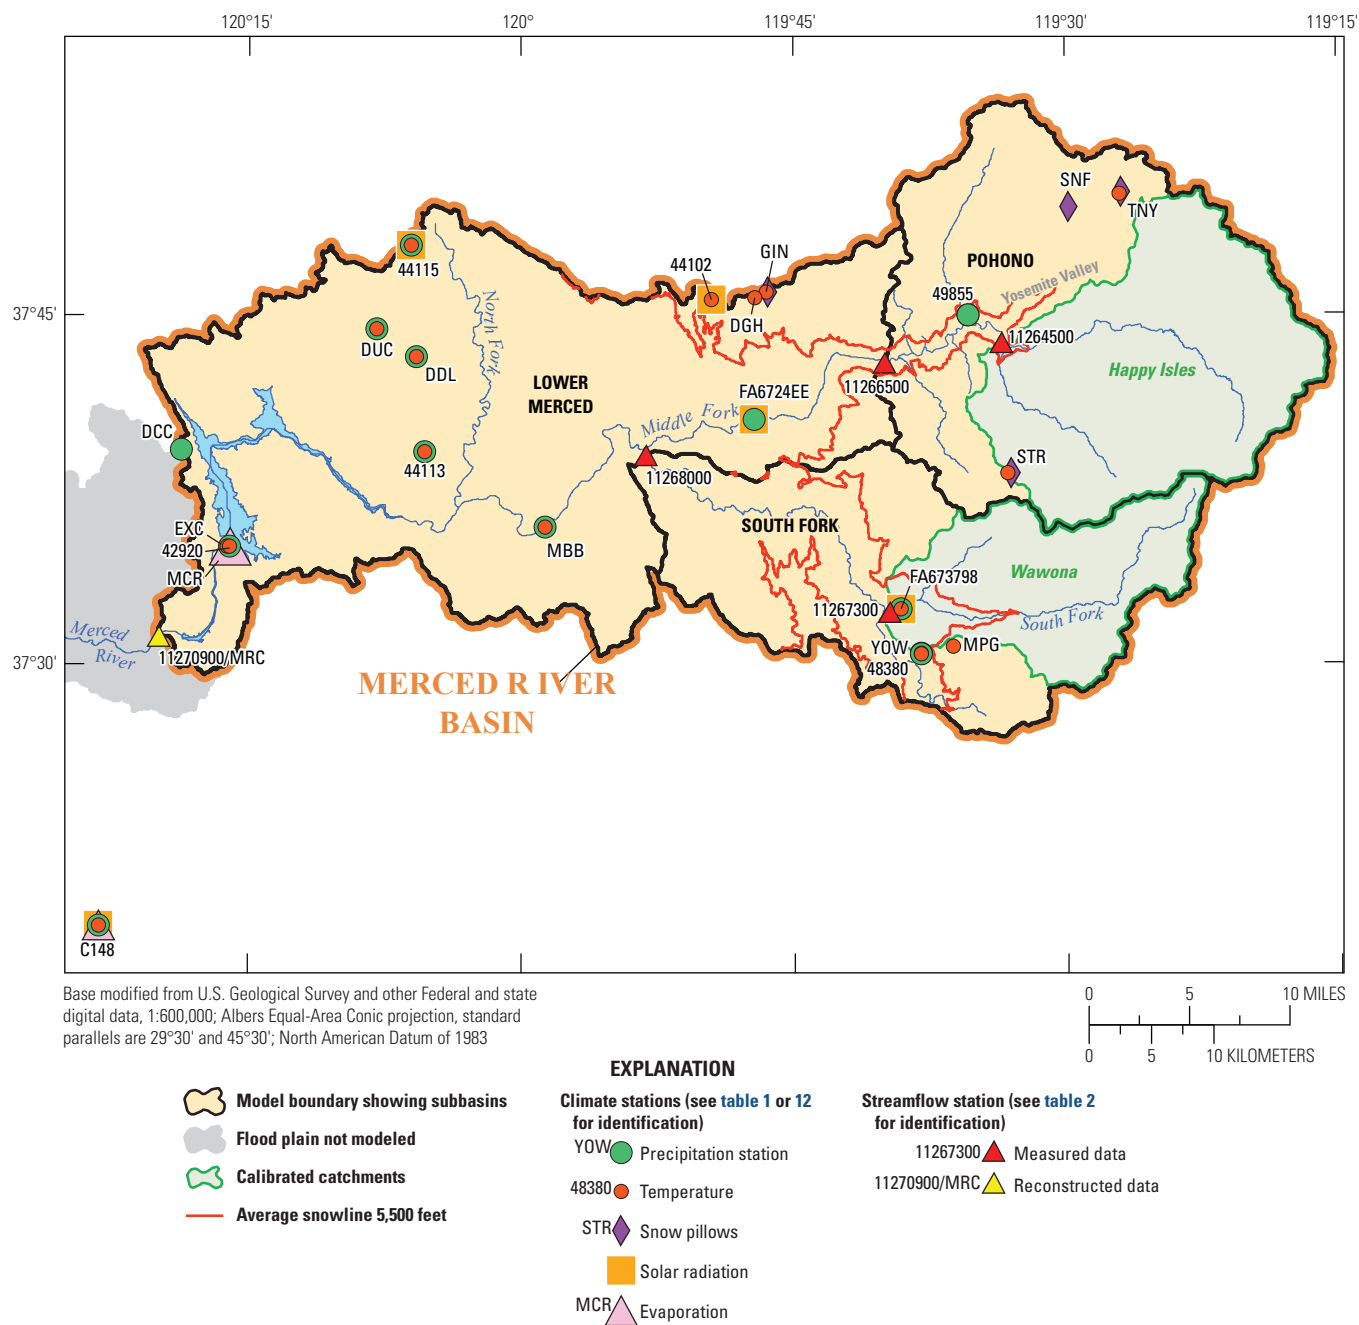 120°15'
120°
119°45'
119°30'
119°15'
SNF
TNY
GIN
44102
POHONO
44115
Yosemite Valley
49855
DGH
37°45'
North Fork
11264500
DUC
DDL
LOWER
MERCED
11266500
Happy Isles
FA6724EE
Middle Fork
DCC
44113
STR
11268000
EXC
42920
SOUTH FORK
MBB
MCR
Wawona
FA673798
11267300
South Fork
Merced
River
YOW
MPG
11270900/MRC
48380
37°30'
MERCED R IVER
BASIN
C148
Base modified from U.S. Geological Survey and other Federal and state
digital data, 1:600,000; Albers Equal-Area Conic projection, standard
parallels are 29°30' and 45°30'; North American Datum of 1983
0 5 10 MILES
0 5 10 KILOMETERS
EXPLANATION
Model boundary showing subbasins
Flood plain not modeled
Calibrated catchments
Average snowline 5,500 feet
Climate stations (see table 1 or 12
for identification)
YOW Precipitation station
48380 Temperature
STR Snow pillows
Solar radiation
MCR Evaporation
Streamflow station (see table 2
for identification)
11267300 Measured data
11270900/MRC Reconstructed data